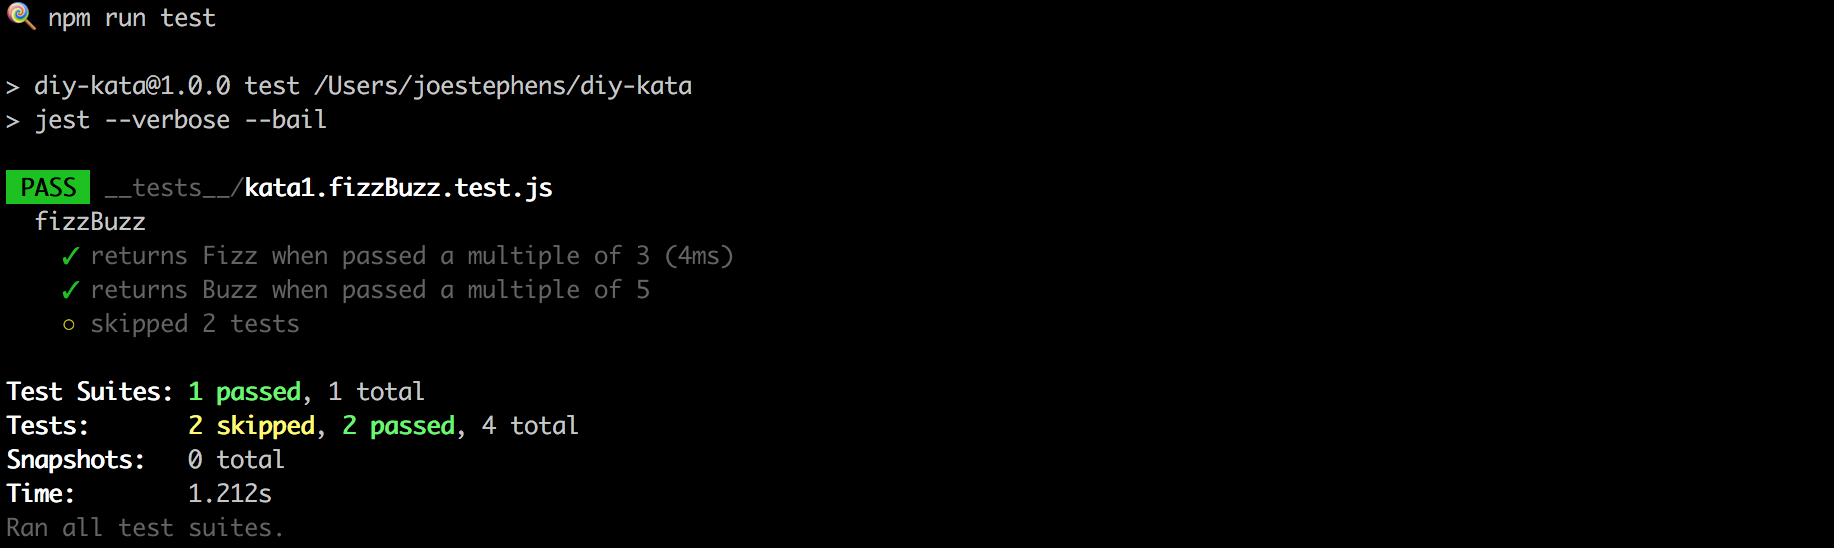 🍭 npm run test
> diy-kata@1.0.0 test /Users/joestephens/diy-kata
> jest --verbose --bail
PASS __tests__/kata1.fizzBuzz.test.js
fizzBuzz
✓ returns Fizz when passed a multiple of 3 (4ms)
✓ returns Buzz when passed a multiple of 5
○ skipped 2 tests
Test Suites: 1 passed, 1 total
Tests: 2 skipped, 2 passed, 4 total
Snapshots: 0 total
Time: 1.212s
Ran all test suites.